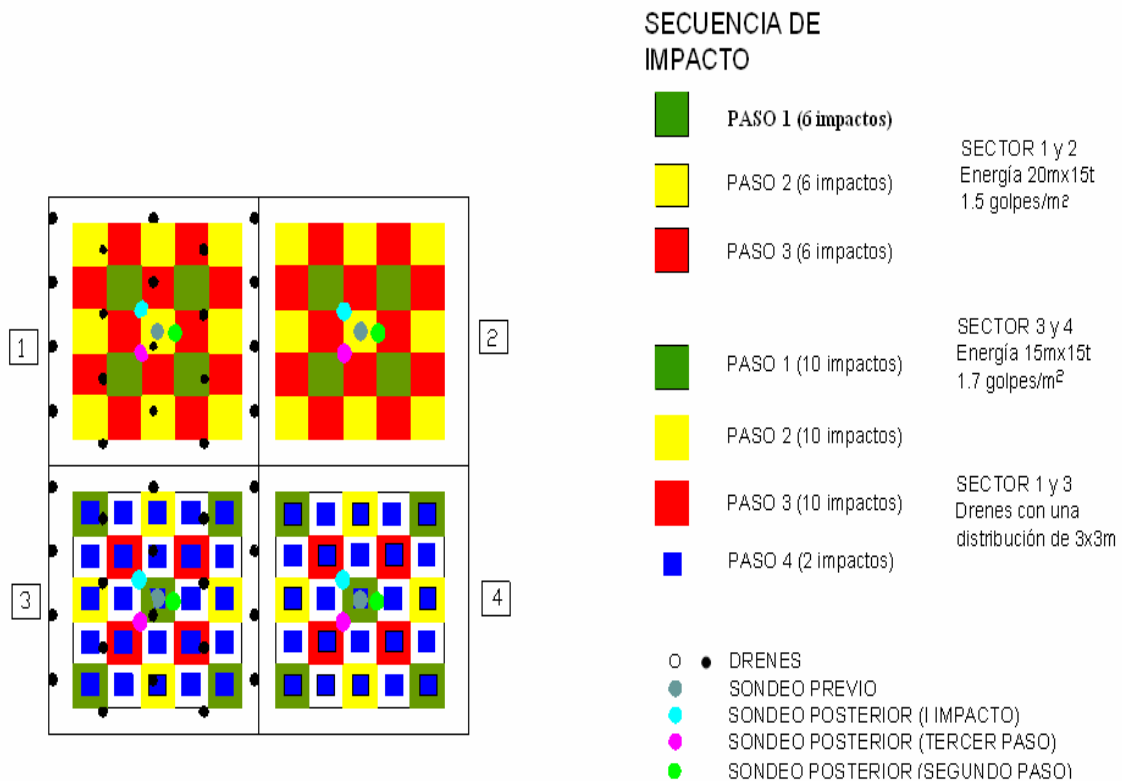 SECUENCIA DE
IMPACTO
PASO 1 (6 impactos)
PASO 2 (6 impactos)
PASO 3 (6 impactos)
SECTOR 1 y 2
Energía 20mx15t
1.5 golpes/m²
PASO 1 (10 impactos)
PASO 2 (10 impactos)
PASO 3 (10 impactos)
PASO 4 (2 impactos)
SECTOR 3 y 4
Energía 15mx15t
1.7 golpes/m²
SECTOR 1 y 3
Drenes con una
distribución de 3x3m
DRENES
SONDEO PREVIO
SONDEO POSTERIOR (I IMPACTO)
SONDEO POSTERIOR (TERCER PASO)
SONDEO POSTERIOR (SEGUNDO PASO)
1
2
3
4